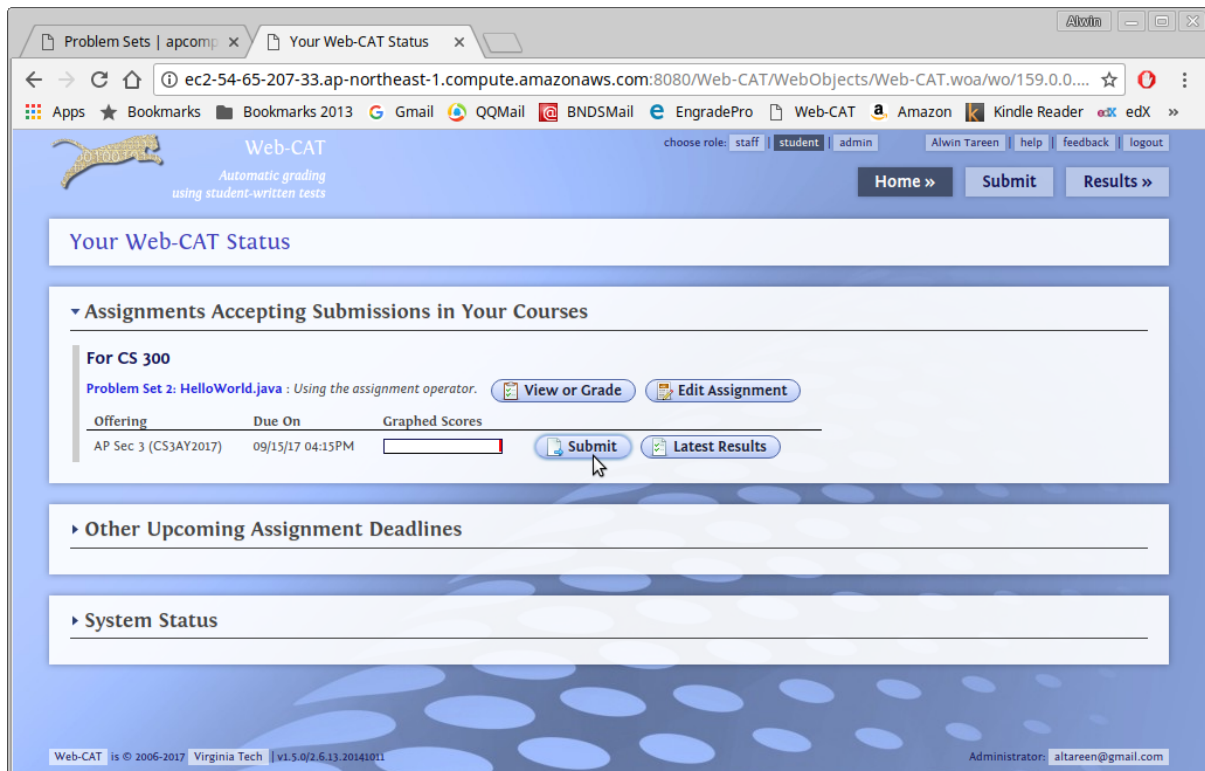 Alwin
Problem Sets | apcomp
Your Web-CAT Status
ec2-54-65-207-33.ap-northeast-1.compute.amazonaws.com:8080/Web-CAT/WebObjects/Web-CAT.woa/wo/159.0.0....
Apps Bookmarks Bookmarks 2013 Gmail QQMail BNDSMail EngradePro Web-CAT Amazon Kindle Reader edX edX »
Web-CAT
Automatic grading
using student-written tests
choose role: staff | student | admin Alwin Tareen | help | feedback | logout
Home » Submit Results »
Your Web-CAT Status
Assignments Accepting Submissions in Your Courses
For CS 300
Problem Set 2: HelloWorld.java : Using the assignment operator. View or Grade Edit Assignment
Offering Due On Graphed Scores
AP Sec 3 (CS3AY2017) 09/15/17 04:15PM Submit Latest Results
Other Upcoming Assignment Deadlines
System Status
Web-CAT is © 2006-2017 Virginia Tech | v1.5.0/2.6.13.20141011 Administrator: altareen@gmail.com